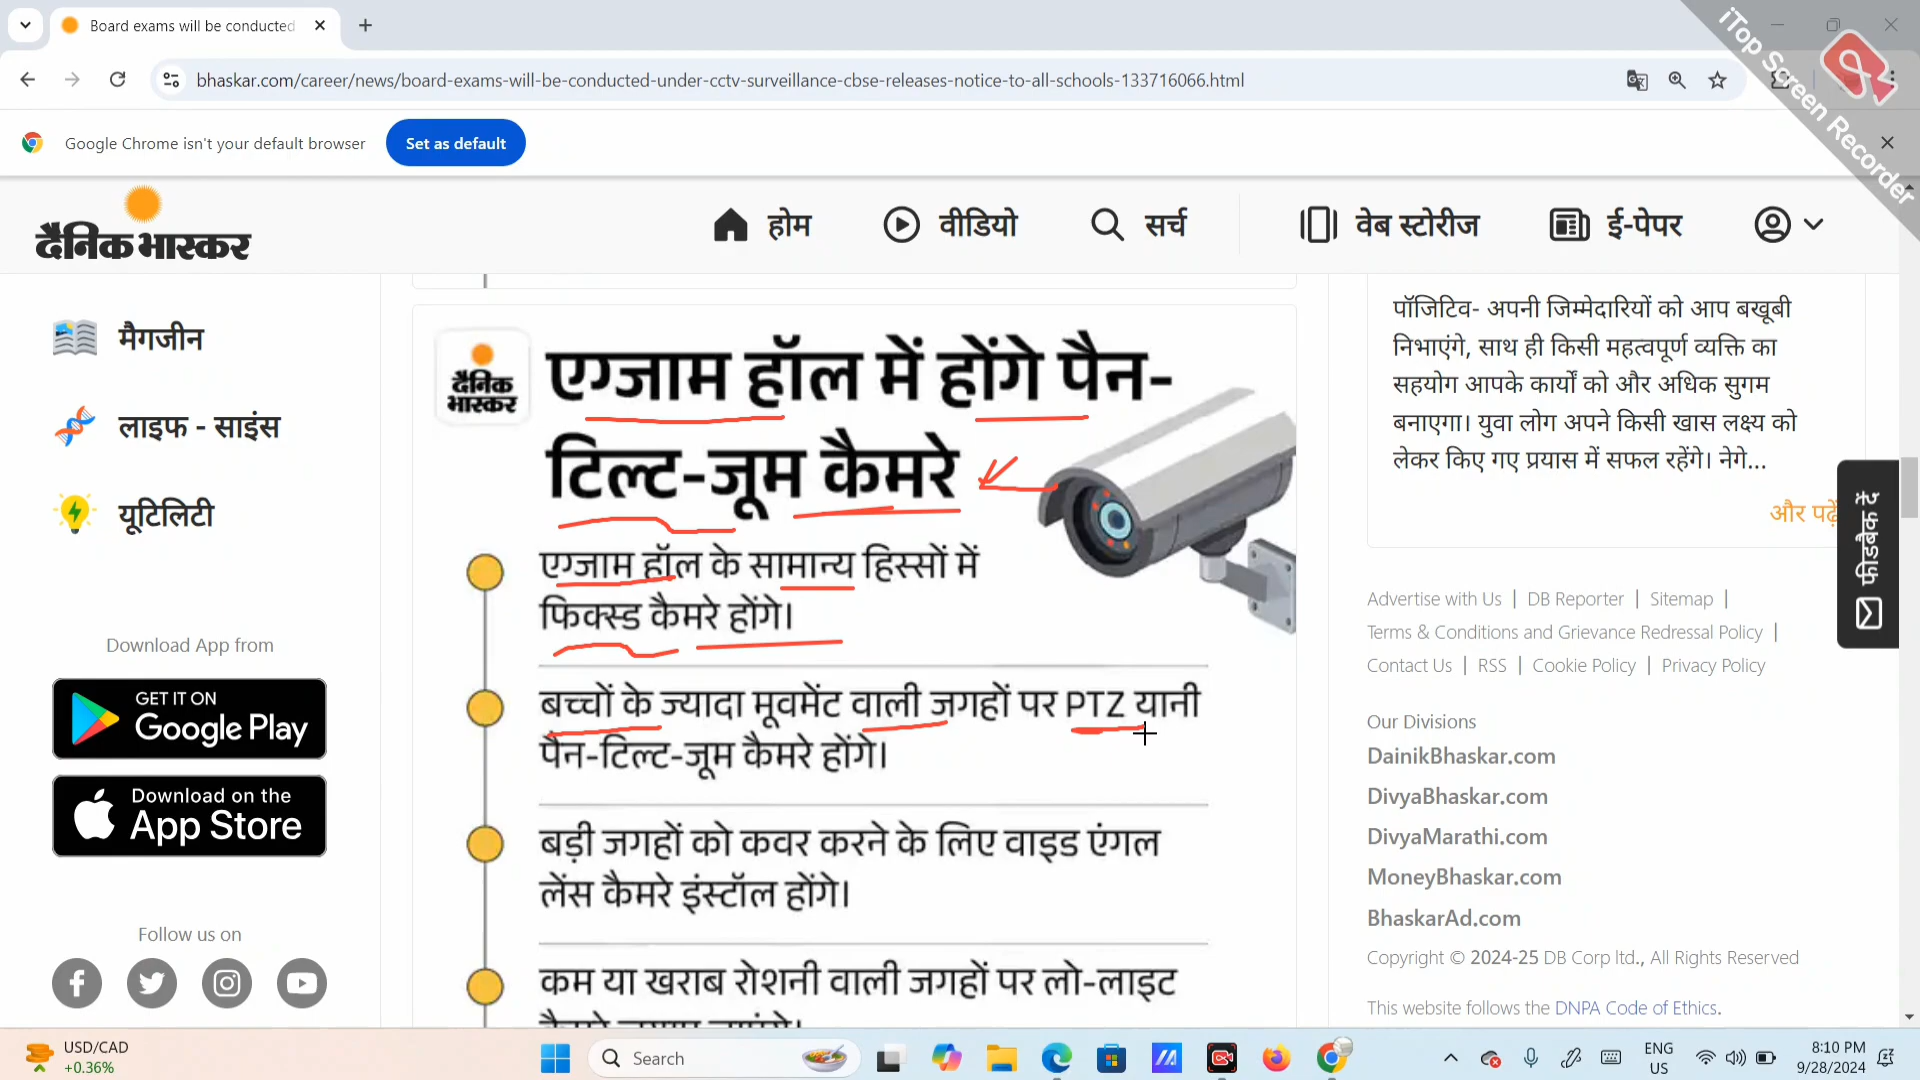 Board exams will be conducted
iTop Screen Recorder
bhaskar.com/career/news/board-exams-will-be-conducted-under-cctv-surveillance-cbse-releases-notice-to-all-schools-133716066.html
Google Chrome isn't your default browser
Set as default
दैनिक भास्कर
होम
वीडियो
सर्च
वेब स्टोरीज
ई-पेपर
मैगजीन
लाइफ - साइंस
यूटिलिटी
Download App from
GET IT ON
Google Play
Download on the
App Store
Follow us on
दैनिक
भास्कर
एग्जाम हॉल में होंगे पैन-
टिल्ट-जूम कैमरे
एग्जाम हॉल के सामान्य हिस्सों में
फिक्स्ड कैमरे होंगे।
बच्चों के ज्यादा मूवमेंट वाली जगहों पर PTZ यानी
पैन-टिल्ट-जूम कैमरे होंगे।
बड़ी जगहों को कवर करने के लिए वाइड एंगल
लेंस कैमरे इंस्टॉल होंगे।
कम या खराब रोशनी वाली जगहों पर लो-लाइट
पॉजिटिव- अपनी जिम्मेदारियों को आप बखूबी
निभाएंगे, साथ ही किसी महत्वपूर्ण व्यक्ति का
सहयोग आपके कार्यों को और अधिक सुगम
बनाएगा। युवा लोग अपने किसी खास लक्ष्य को
लेकर किए गए प्रयास में सफल रहेंगे। नेगे...
और पढ़ें
फीडबैक दें
Advertise with Us | DB Reporter | Sitemap |
Terms & Conditions and Grievance Redressal Policy |
Contact Us | RSS | Cookie Policy | Privacy Policy
Our Divisions
DainikBhaskar.com
DivyaBhaskar.com
DivyaMarathi.com
MoneyBhaskar.com
BhaskarAd.com
Copyright © 2024-25 DB Corp ltd., All Rights Reserved
This website follows the DNPA Code of Ethics.
USD/CAD
+0.36%
Search
ENG
US
8:10 PM
9/28/2024